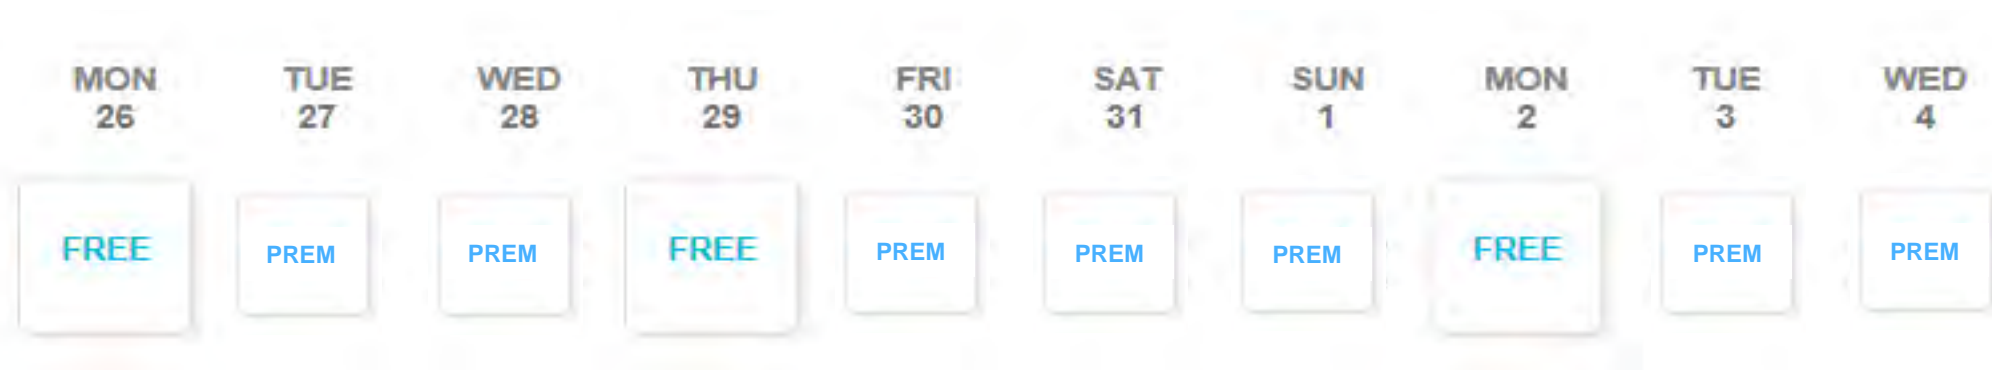 MON TUE WED THU FRI SAT SUN MON TUE WED
26 27 28 29 30 31 1 2 3 4
FREE PREM PREM FREE PREM PREM PREM FREE PREM PREM